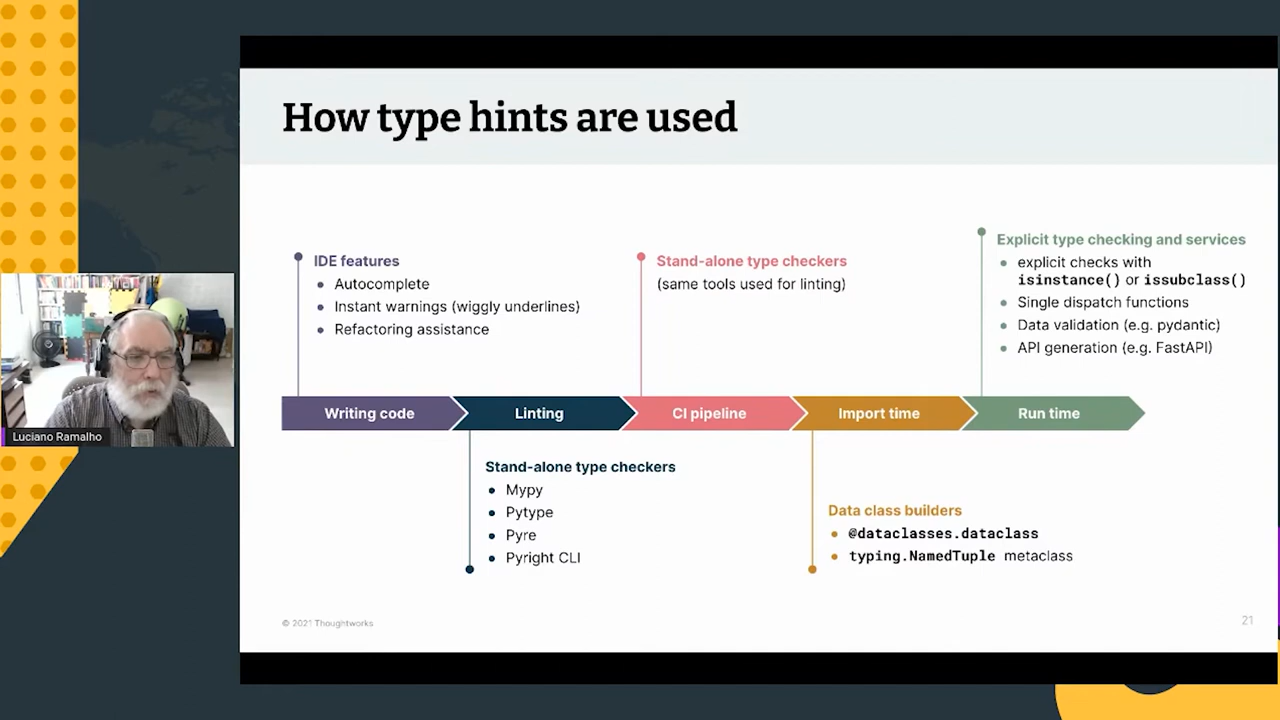 How type hints are used
IDE features
Autocomplete
Instant warnings (wiggly underlines)
Refactoring assistance
Stand-alone type checkers
(same tools used for linting)
Explicit type checking and services
explicit checks with
isinstance() or issubclass()
Single dispatch functions
Data validation (e.g. pydantic)
API generation (e.g. FastAPI)
Writing code
Linting
CI pipeline
Import time
Run time
Stand-alone type checkers
Mypy
Pytype
Pyre
Pyright CLI
Data class builders
@dataclasses.dataclass
typing.NamedTuple metaclass
© 2021 Thoughtworks
21
Luciano Ramalho